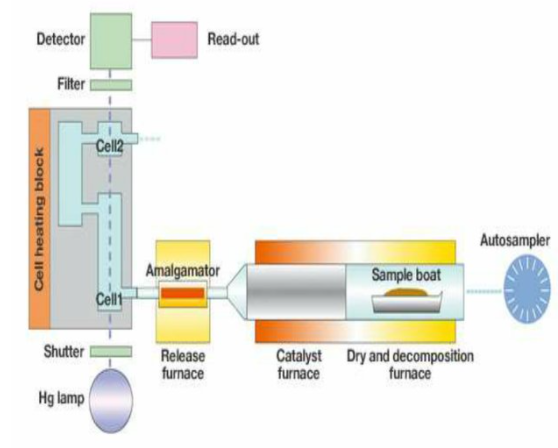 Detector
Read-out
Filter
Cell2
Cell heating block
Autosampler
Amalgamator
Sample boat
Cell1
Shutter
Release
furnace
Catalyst
furnace
Dry and decomposition
furnace
Hg lamp